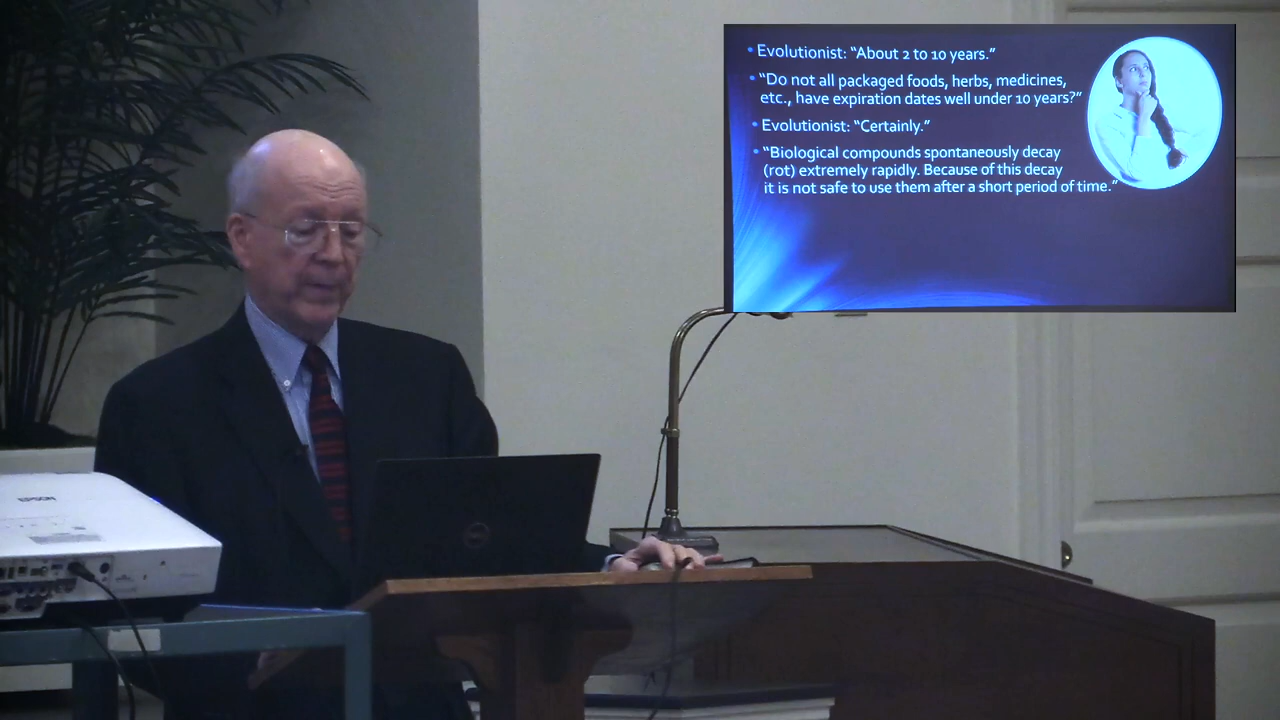 • Evolutionist: “About 2 to 10 years.”
• “Do not all packaged foods, herbs, medicines,
etc., have expiration dates well under 10 years?”
• Evolutionist: “Certainly.”
• “Biological compounds spontaneously decay
(rot) extremely rapidly. Because of this decay
it is not safe to use them after a short period of time.”
EPSON
DELL